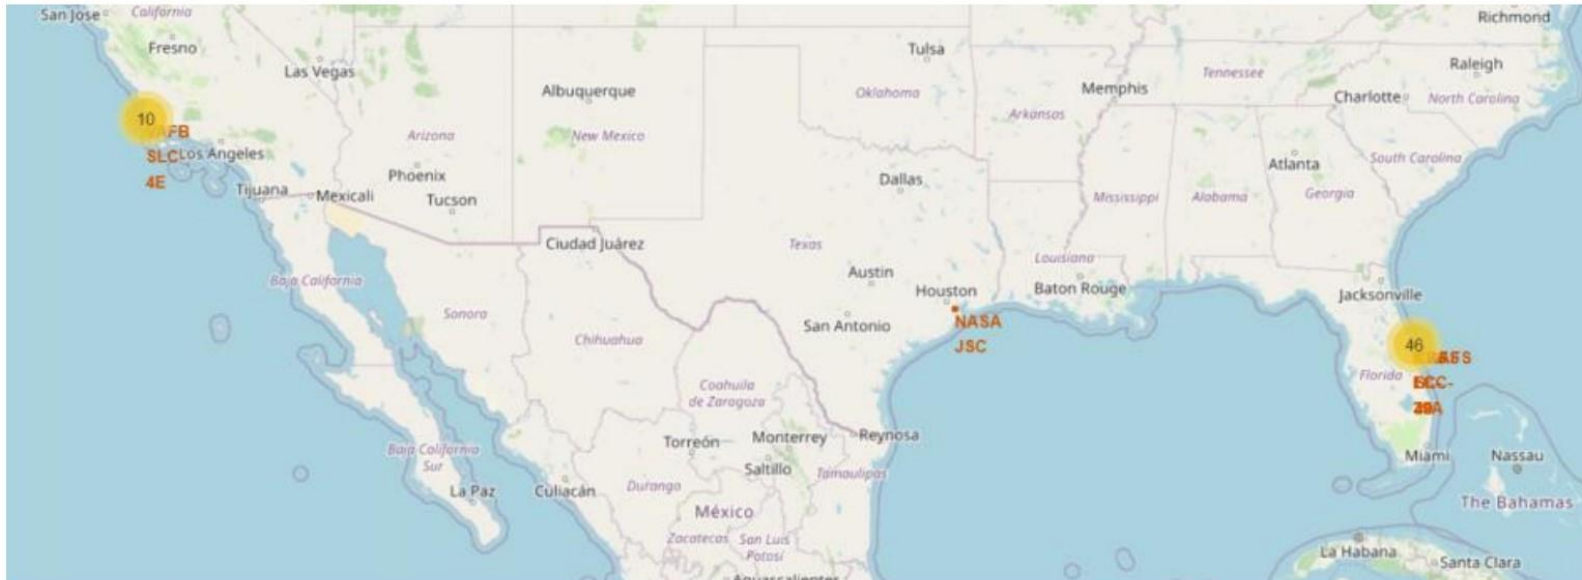 San Jose
California
Richmond
Fresno
Tulsa
Las Vegas
Raleigh
Tennessee
Albuquerque
Memphis
Oklahoma
Charlotte
North Carolina
10
Arkansas
Arizona
New Mexico
VAFB
SLC
4E
Los Angeles
South Carolina
Atlanta
Phoenix
Dallas
Tijuana
Mexicali
Tucson
Mississippi
Alabama
Georgia
Ciudad Juárez
Texas
Louisiana
Austin
Baja California
Houston
Baton Rouge
Jacksonville
Sonora
San Antonio
NASA
JSC
Chihuahua
46
Florida
Coahuila
de Zaragoza
Torreón
Monterrey
Reynosa
Baja California
Sur
Saltillo
Tamaulipas
Miami
Nassau
La Paz
Culiacán
Durango
México
The Bahamas
Zacatecas
San Luis
Potosí
La Habana
Santa Clara
Aguascalientes